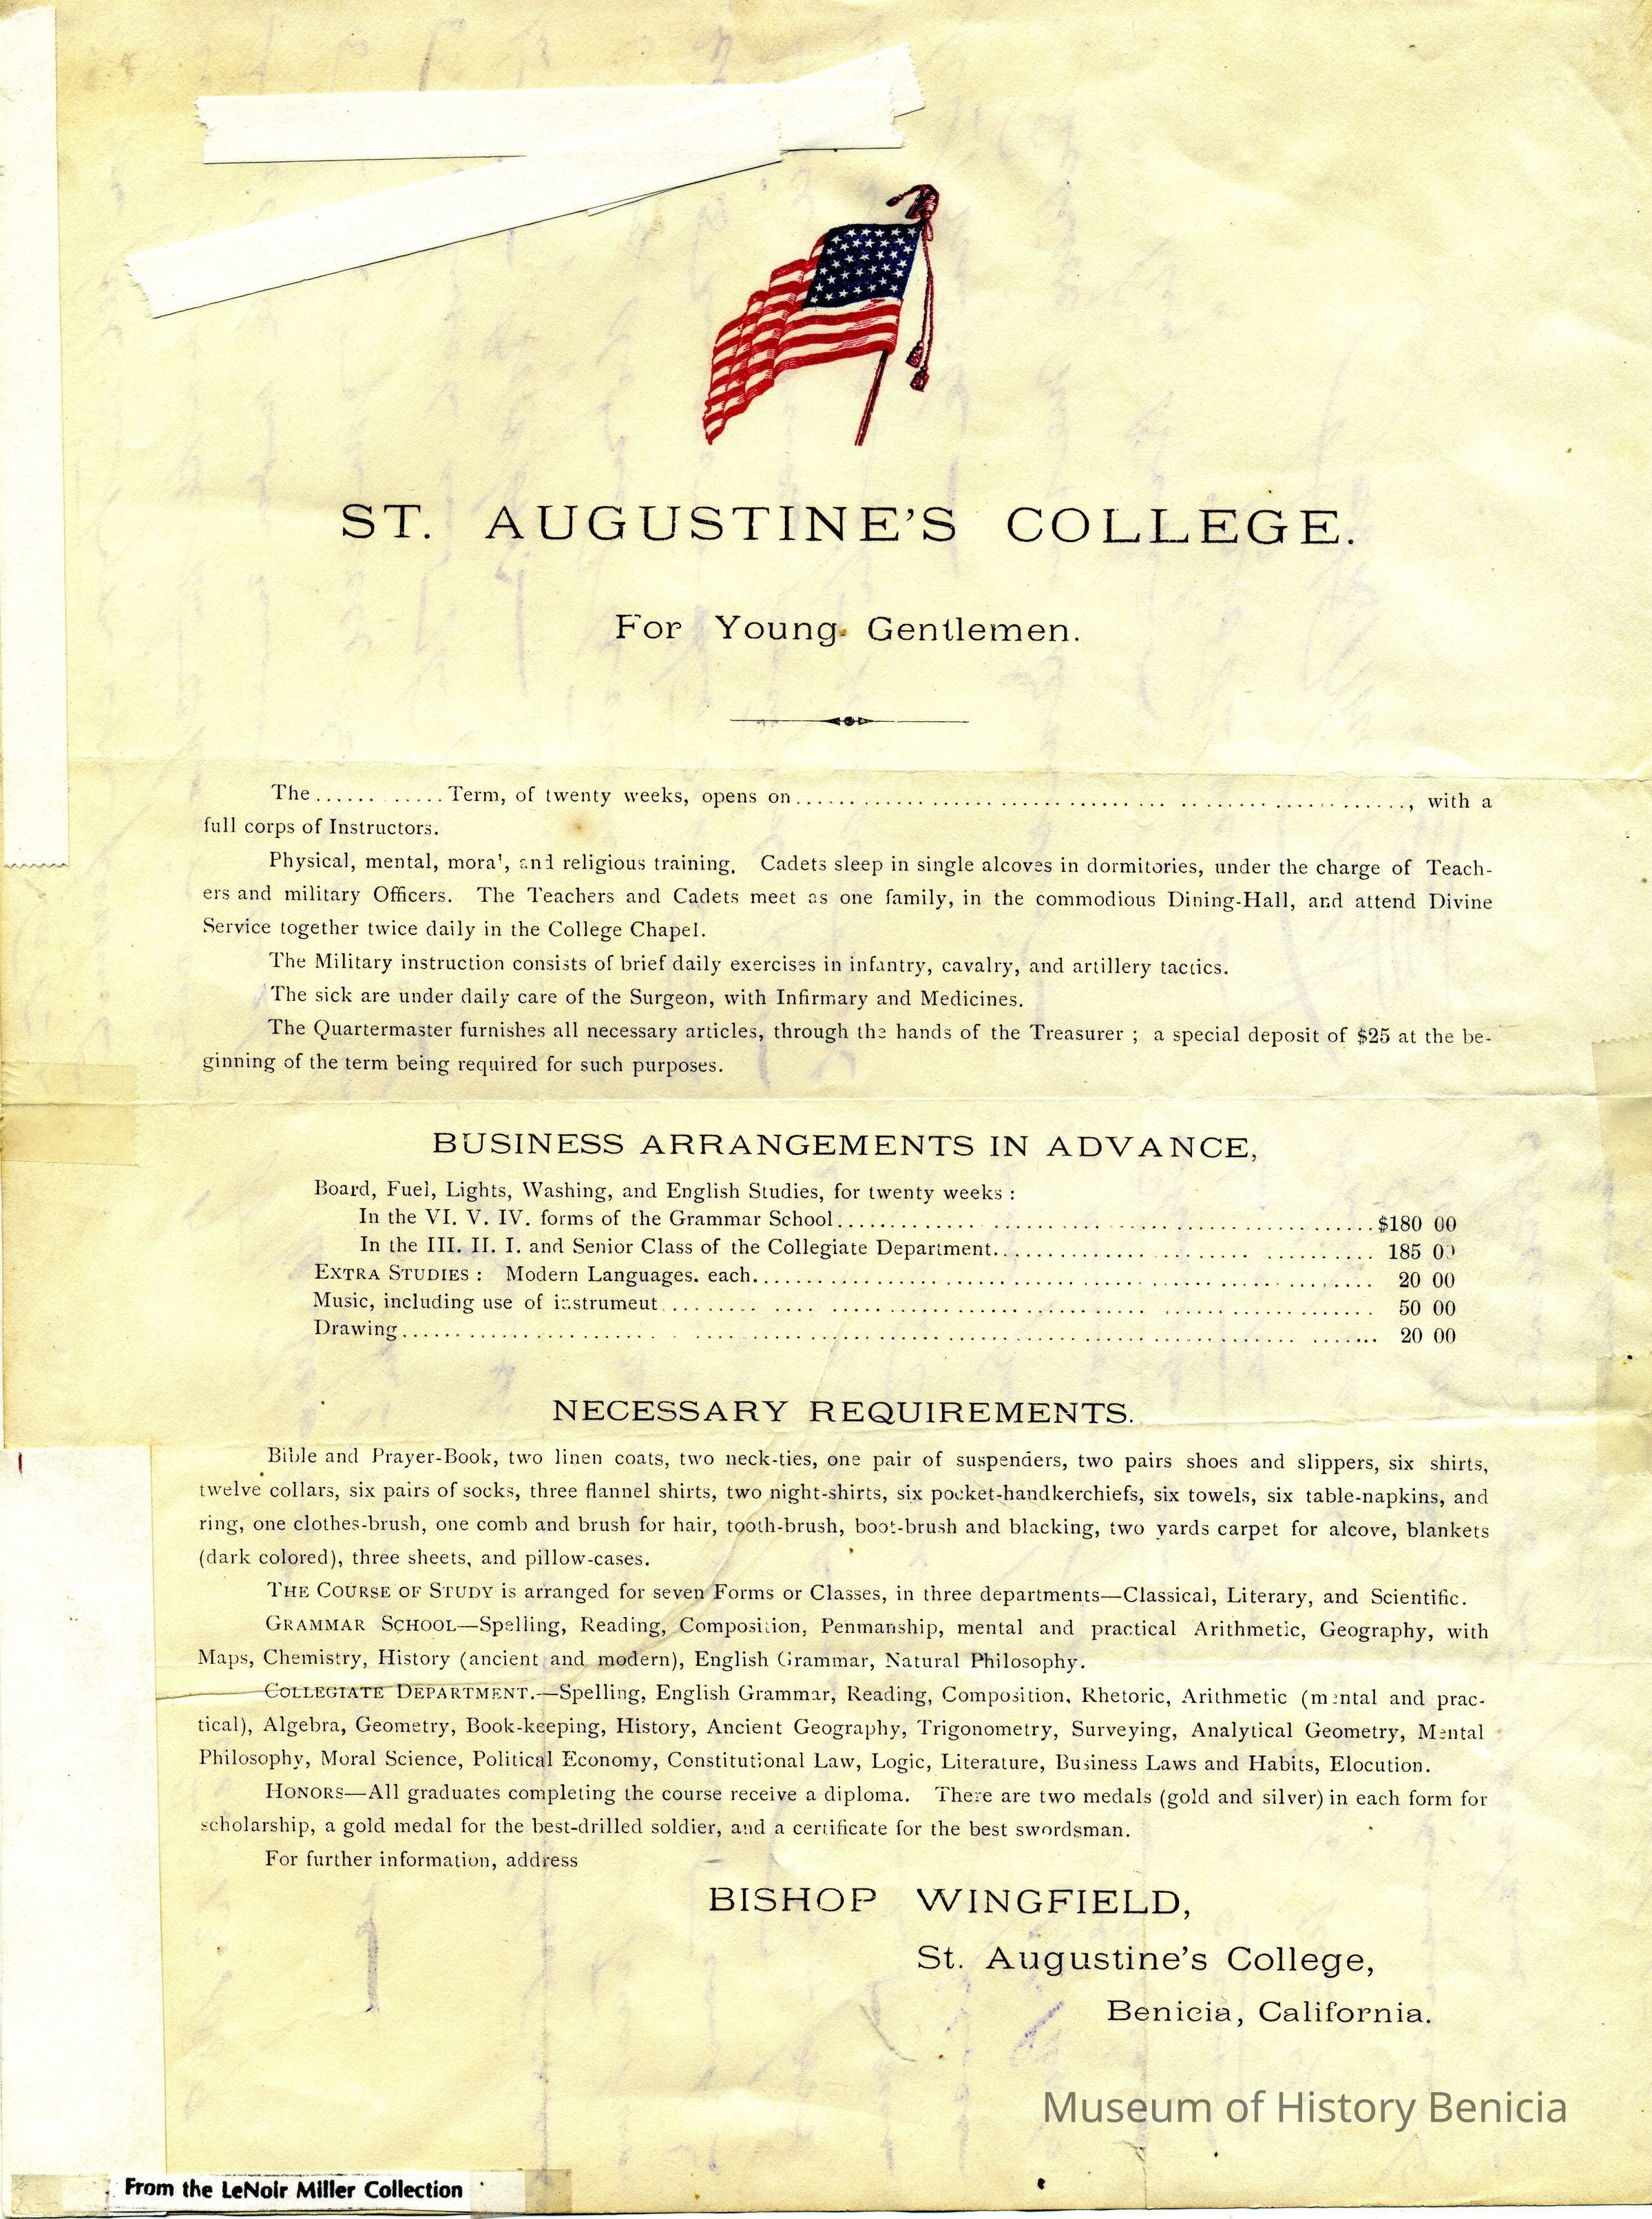 ST. AUGUSTINE'S COLLEGE.
For Young Gentlemen.
The...... ......Term, of twenty weeks, opens on........................................................., with a
full corps of Instructors.
Physical, mental, moral, and religious training. Cadets sleep in single alcoves in dormitories, under the charge of Teach-
ers and military Officers. The Teachers and Cadets meet as one family, in the commodious Dining-Hall, and attend Divine
Service together twice daily in the College Chapel.
The Military instruction consists of brief daily exercises in infantry, cavalry, and artillery tactics.
The sick are under daily care of the Surgeon, with Infirmary and Medicines.
The Quartermaster furnishes all necessary articles, through the hands of the Treasurer ; a special deposit of $25 at the be-
ginning of the term being required for such purposes.
BUSINESS ARRANGEMENTS IN ADVANCE,
Board, Fuel, Lights, Washing, and English Studies, for twenty weeks :
In the VI. V. IV. forms of the Grammar School..................................................$180 00
In the III. II. I. and Senior Class of the Collegiate Department................................... 185 00
EXTRA STUDIES : Modern Languages. each............................................................ 20 00
Music, including use of instrumeut................................................................. 50 00
Drawing............................................................................................ 20 00
NECESSARY REQUIREMENTS.
Bible and Prayer-Book, two linen coats, two neck-ties, one pair of suspenders, two pairs shoes and slippers, six shirts,
twelve collars, six pairs of socks, three flannel shirts, two night-shirts, six pocket-handkerchiefs, six towels, six table-napkins, and
ring, one clothes-brush, one comb and brush for hair, tooth-brush, boot-brush and blacking, two yards carpet for alcove, blankets
(dark colored), three sheets, and pillow-cases.
THE COURSE OF STUDY is arranged for seven Forms or Classes, in three departments—Classical, Literary, and Scientific.
GRAMMAR SCHOOL—Spelling, Reading, Composition, Penmanship, mental and practical Arithmetic, Geography, with
Maps, Chemistry, History (ancient and modern), English Grammar, Natural Philosophy.
COLLEGIATE DEPARTMENT.—Spelling, English Grammar, Reading, Composition, Rhetoric, Arithmetic (mental and prac-
tical), Algebra, Geometry, Book-keeping, History, Ancient Geography, Trigonometry, Surveying, Analytical Geometry, Mental
Philosophy, Moral Science, Political Economy, Constitutional Law, Logic, Literature, Business Laws and Habits, Elocution.
HONORS—All graduates completing the course receive a diploma. There are two medals (gold and silver) in each form for
scholarship, a gold medal for the best-drilled soldier, and a certificate for the best swordsman.
For further information, address
BISHOP WINGFIELD,
St. Augustine's College,
Benicia, California.
Museum of History Benicia
From the LeNoir Miller Collection